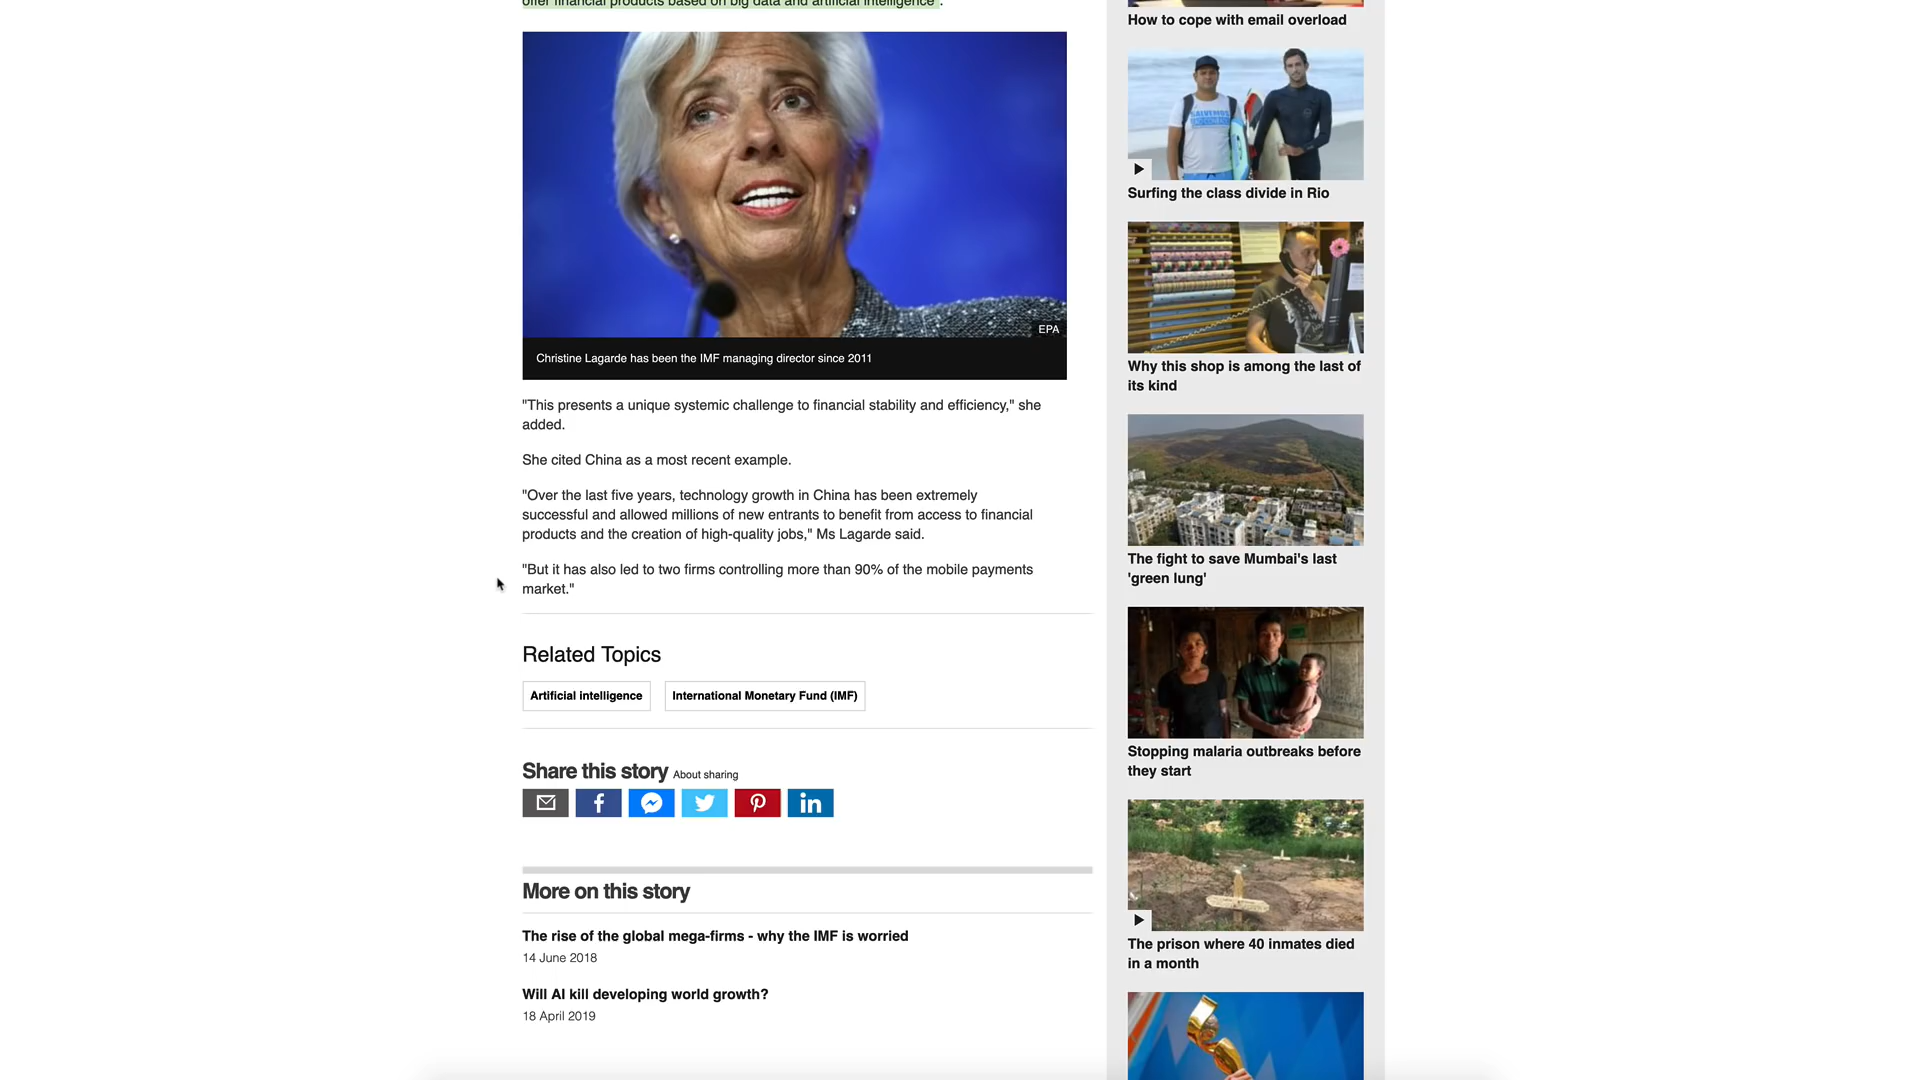 offer financial products based on big data and artificial intelligence".
EPA
Christine Lagarde has been the IMF managing director since 2011
"This presents a unique systemic challenge to financial stability and efficiency," she
added.
She cited China as a most recent example.
"Over the last five years, technology growth in China has been extremely
successful and allowed millions of new entrants to benefit from access to financial
products and the creation of high-quality jobs," Ms Lagarde said.
"But it has also led to two firms controlling more than 90% of the mobile payments
market."
Related Topics
Artificial intelligence
International Monetary Fund (IMF)
Share this story About sharing
More on this story
The rise of the global mega-firms - why the IMF is worried
14 June 2018
Will AI kill developing world growth?
18 April 2019
How to cope with email overload
SALVEMOS
Surfing the class divide in Rio
Why this shop is among the last of
its kind
The fight to save Mumbai's last
'green lung'
Stopping malaria outbreaks before
they start
The prison where 40 inmates died
in a month